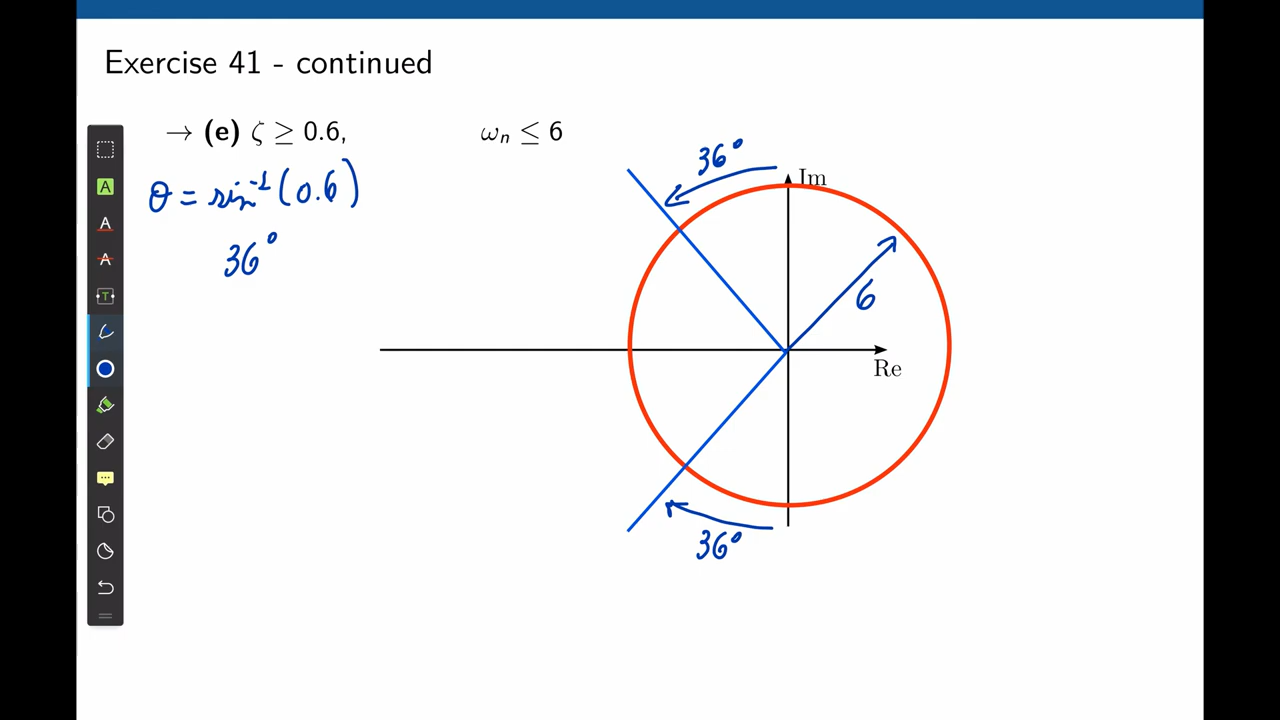 Exercise 41 - continued
→ (e) ζ ≥ 0.6, ωₙ ≤ 6
θ = sin⁻¹(0.6)
36°
36°
Im
6
Re
36°
A
A
A
T